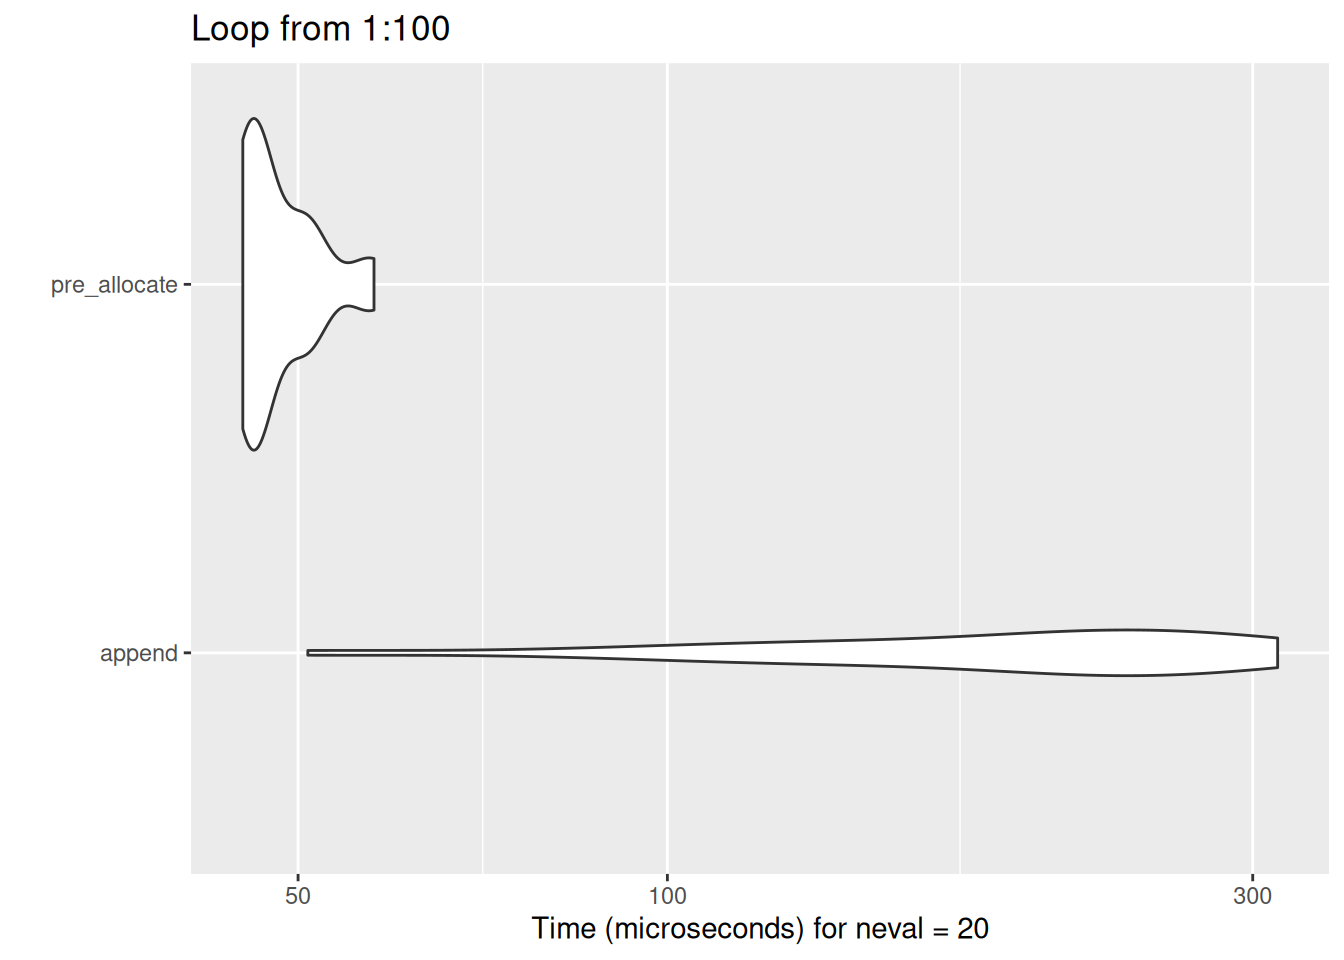 Loop from 1:100
pre_allocate
append
50 100 300
Time (microseconds) for neval = 20